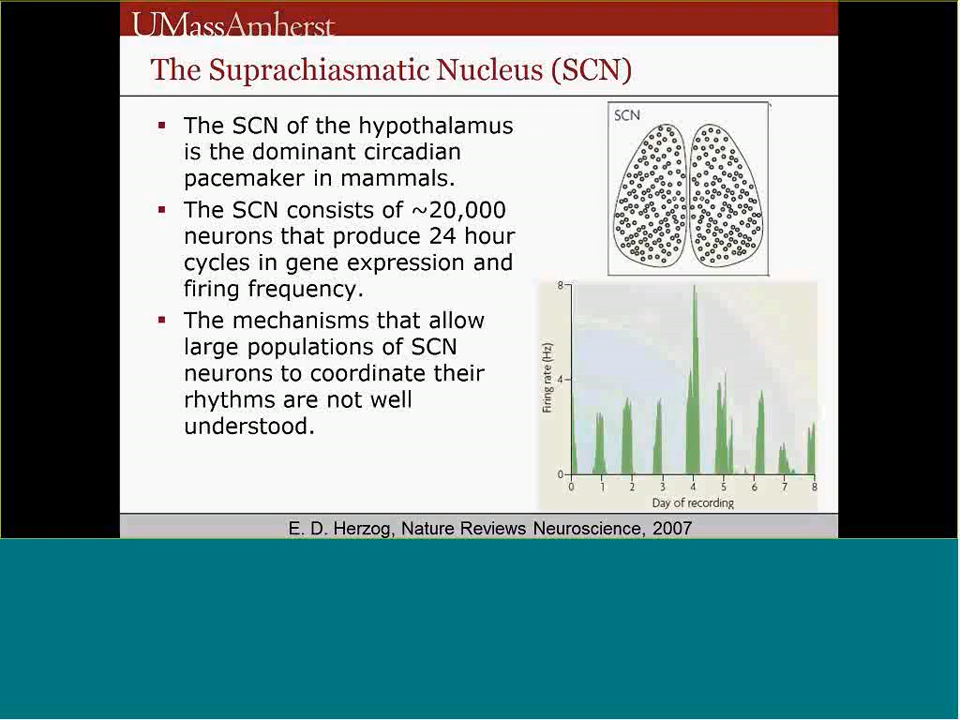 UMassAmherst
The Suprachiasmatic Nucleus (SCN)
▪ The SCN of the hypothalamus
is the dominant circadian
pacemaker in mammals.
▪ The SCN consists of ~20,000
neurons that produce 24 hour
cycles in gene expression and
firing frequency.
▪ The mechanisms that allow
large populations of SCN
neurons to coordinate their
rhythms are not well
understood.
SCN
8
4
0
Firing rate (Hz)
0 1 2 3 4 5 6 7 8
Day of recording
E. D. Herzog, Nature Reviews Neuroscience, 2007